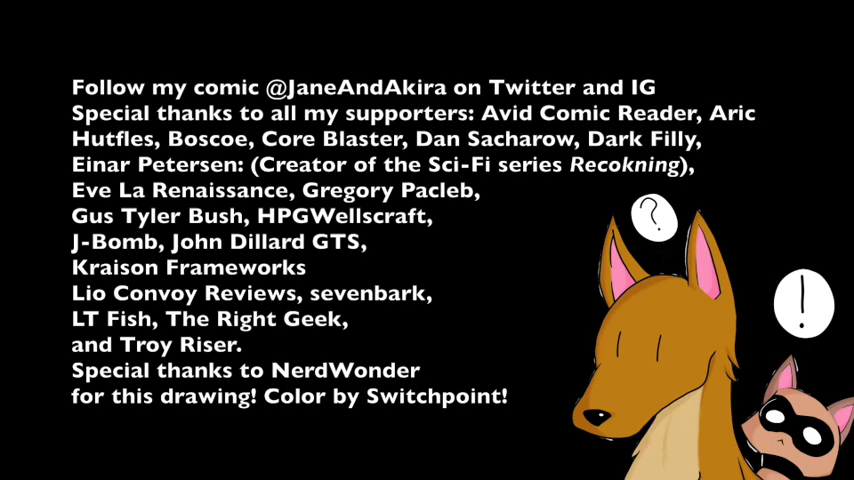 Follow my comic @JaneAndAkira on Twitter and IG
Special thanks to all my supporters: Avid Comic Reader, Aric
Hutfles, Boscoe, Core Blaster, Dan Sacharow, Dark Filly,
Einar Petersen: (Creator of the Sci-Fi series Recokning),
Eve La Renaissance, Gregory Pacleb,
Gus Tyler Bush, HPGWellscraft,
J-Bomb, John Dillard GTS,
Kraison Frameworks
Lio Convoy Reviews, sevenbark,
LT Fish, The Right Geek,
and Troy Riser.
Special thanks to NerdWonder
for this drawing! Color by Switchpoint!
?
!